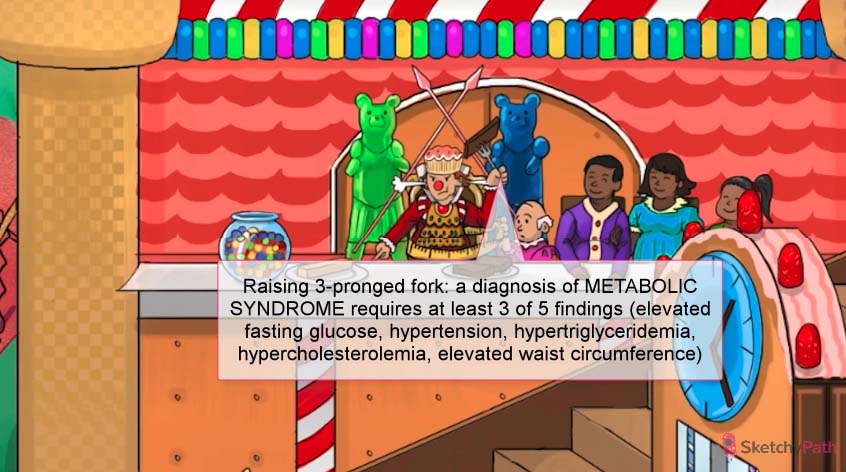 Raising 3-pronged fork: a diagnosis of METABOLIC
SYNDROME requires at least 3 of 5 findings (elevated
fasting glucose, hypertension, hypertriglyceridemia,
hypercholesterolemia, elevated waist circumference)
SketchyPath